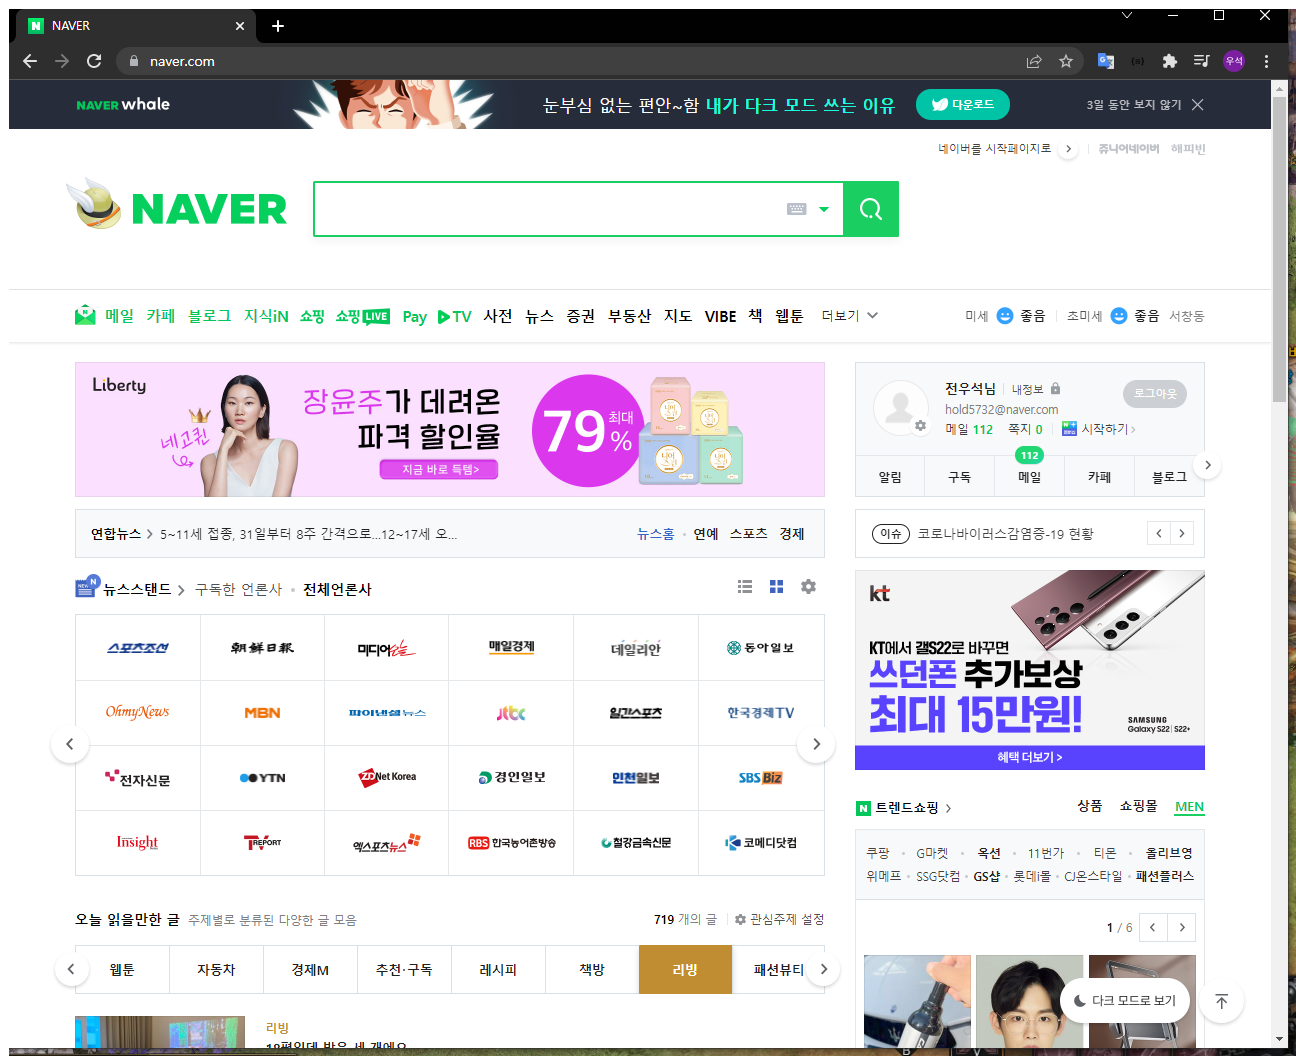 NAVER
naver.com
우석
NAVER whale
눈부심 없는 편안~함 내가 다크 모드 쓰는 이유
다운로드
3일 동안 보지 않기
네이버를 시작페이지로
쥬니어네이버 해피빈
NAVER
메일 카페 블로그 지식iN 쇼핑 쇼핑LIVE Pay TV 사전 뉴스 증권 부동산 지도 VIBE 책 웹툰 더보기
미세 좋음 초미세 좋음 서창동
Liberty
네고퀸
장윤주가 데려온
파격 할인율
지금 바로 득템>
79 최대 %
전우석님 내정보
로그아웃
hold5732@naver.com
메일 112 쪽지 0 시작하기
112
알림 구독 메일 카페 블로그
연합뉴스 > 5~11세 접종, 31일부터 8주 간격으로...12~17세 오...
뉴스홈 · 연예 스포츠 경제
이슈 코로나바이러스감염증-19 현황
NEW N 뉴스스탠드 > 구독한 언론사 · 전체언론사
스포츠조선 朝鮮日報 미디어오늘 매일경제 데일리안 동아일보
OhmyNews MBN 파이낸셜뉴스 jtbc 일간스포츠 한국경제TV
전자신문 YTN ZDNet Korea 경인일보 인천일보 SBS Biz
Insight TVREPORT 엑스포츠뉴스 RBS 한국농어촌방송 철강금속신문 코메디닷컴
kt
KT에서 갤S22로 바꾸면
쓰던폰 추가보상
최대 15만원!
SAMSUNG
Galaxy S22 | S22+
혜택 더보기 >
N 트렌드쇼핑 >
상품 쇼핑몰 MEN
쿠팡 · G마켓 · 옥션 · 11번가 · 티몬 · 올리브영
위메프 · SSG닷컴 · GS샵 · 롯데i몰 · CJ온스타일 · 패션플러스
1 / 6
오늘 읽을만한 글 주제별로 분류된 다양한 글 모음
719 개의 글 관심주제 설정
웹툰 자동차 경제M 추천·구독 레시피 책방 리빙 패션뷰티
다크 모드로 보기
리빙